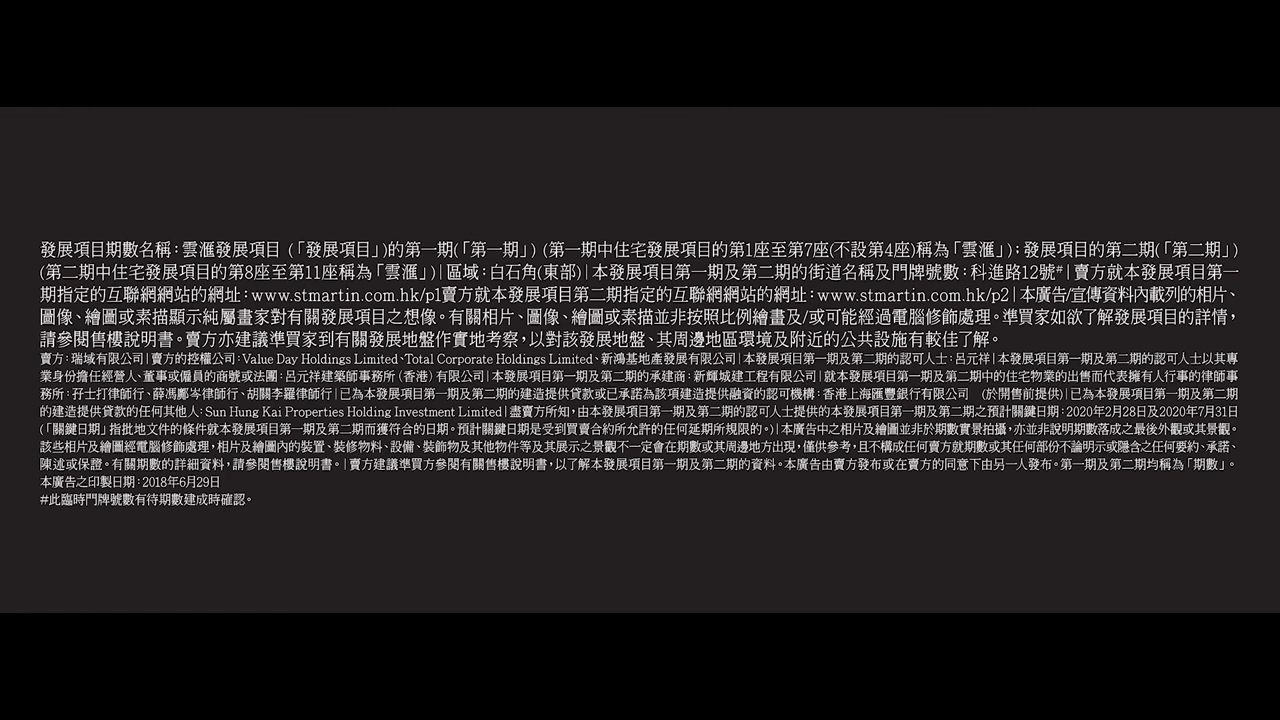 發展項目期數名稱：雲滙發展項目（「發展項目」）的第一期（「第一期」）（第一期中住宅發展項目的第1座至第7座（不設第4座）稱為「雲滙」）；發展項目的第二期（「第二期」）
（第二期中住宅發展項目的第8座至第11座稱為「雲滙」）| 區域：白石角（東部）| 本發展項目第一期及第二期的街道名稱及門牌號數：科進路12號# | 賣方就本發展項目第一
期指定的互聯網網站的網址：www.stmartin.com.hk/p1賣方就本發展項目第二期指定的互聯網網站的網址：www.stmartin.com.hk/p2 | 本廣告/宣傳資料內載列的相片、
圖像、繪圖或素描顯示純屬畫家對有關發展項目之想像。有關相片、圖像、繪圖或素描並非按照比例繪畫及/或可能經過電腦修飾處理。準買家如欲了解發展項目的詳情，
請參閱售樓說明書。賣方亦建議準買家到有關發展地盤作實地考察，以對該發展地盤、其周邊地區環境及附近的公共設施有較佳了解。
賣方：瑞域有限公司 | 賣方的控權公司：Value Day Holdings Limited、Total Corporate Holdings Limited、新鴻基地產發展有限公司 | 本發展項目第一期及第二期的認可人士：呂元祥 | 本發展項目第一期及第二期的認可人士以其專
業身份擔任經營人、董事或僱員的商號或法團：呂元祥建築師事務所（香港）有限公司 | 本發展項目第一期及第二期的承建商：新輝城建工程有限公司 | 就本發展項目第一期及第二期中的住宅物業的出售而代表擁有人行事的律師事
務所：孖士打律師行、薛馮鄺岑律師行、胡關李羅律師行 | 已為本發展項目第一期及第二期的建造提供貸款或已承諾為該項建造提供融資的認可機構：香港上海匯豐銀行有限公司 （於開售前提供）| 已為本發展項目第一期及第二期
的建造提供貸款的任何其他人：Sun Hung Kai Properties Holding Investment Limited | 盡賣方所知，由本發展項目第一期及第二期的認可人士提供的本發展項目第一期及第二期之預計關鍵日期：2020年2月28日及2020年7月31日
（「關鍵日期」指批地文件的條件就本發展項目第一期及第二期而獲符合的日期。預計關鍵日期是受到買賣合約所允許的任何延期所規限的。）| 本廣告中之相片及繪圖並非於期數實景拍攝，亦並非說明期數落成之最後外觀或其景觀。
該些相片及繪圖經電腦修飾處理，相片及繪圖內的裝置、裝修物料、設備、裝飾物及其他物件等及其展示之景觀不一定會在期數或其周邊地方出現，僅供參考，且不構成任何賣方就期數或其任何部份不論明示或隱含之任何要約、承諾、
陳述或保證。有關期數的詳細資料，請參閱售樓說明書。| 賣方建議準買方參閱有關售樓說明書，以了解本發展項目第一期及第二期的資料。本廣告由賣方發布或在賣方的同意下由另一人發布。第一期及第二期均稱為「期數」。
本廣告之印製日期：2018年6月29日
#此臨時門牌號數有待期數建成時確認。